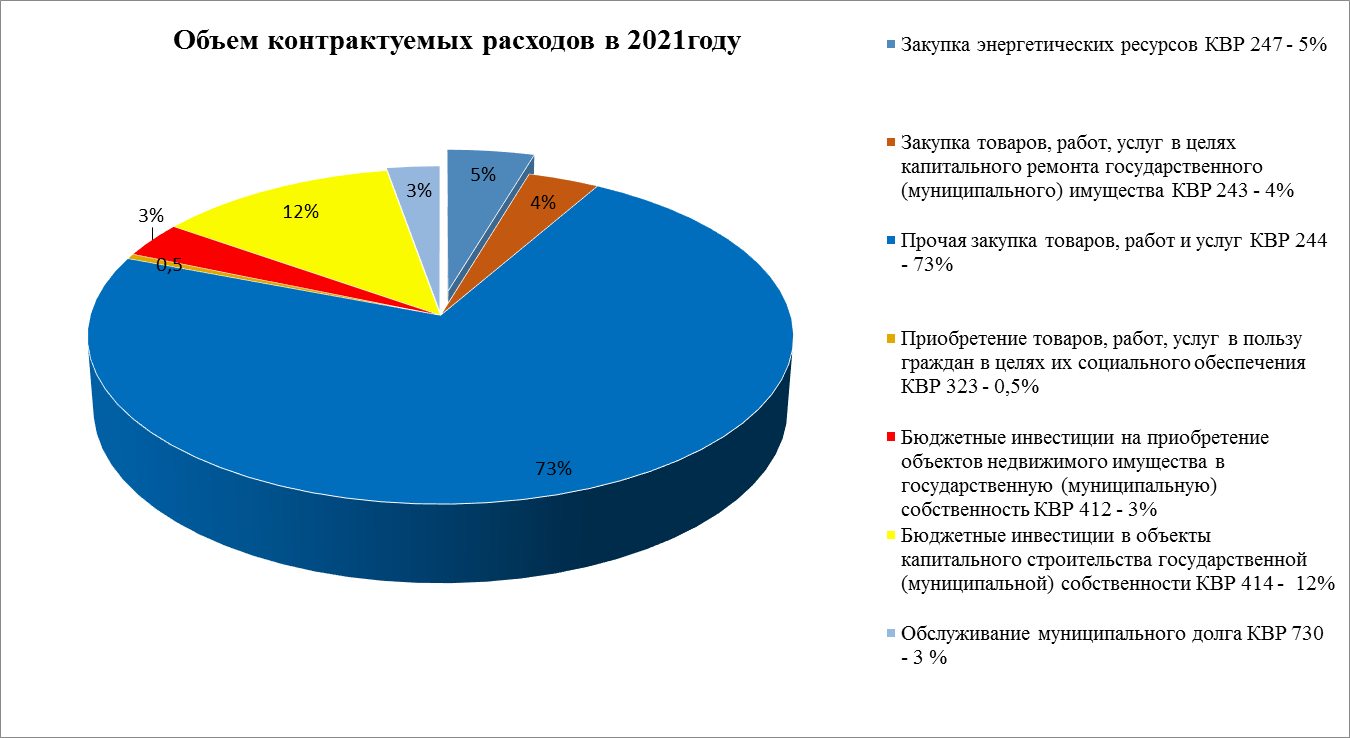 Объем контрактуемых расходов в 2021году
5%
4%
73%
0,5
3%
12%
3%
Закупка энергетических ресурсов КВР 247 - 5%
Закупка товаров, работ, услуг в целях
капитального ремонта государственного
(муниципального) имущества КВР 243 - 4%
Прочая закупка товаров, работ и услуг КВР 244
- 73%
Приобретение товаров, работ, услуг в пользу
граждан в целях их социального обеспечения
КВР 323 - 0,5%
Бюджетные инвестиции на приобретение
объектов недвижимого имущества в
государственную (муниципальную)
собственность КВР 412 - 3%
Бюджетные инвестиции в объекты
капитального строительства государственной
(муниципальной) собственности КВР 414 - 12%
Обслуживание муниципального долга КВР 730
- 3 %